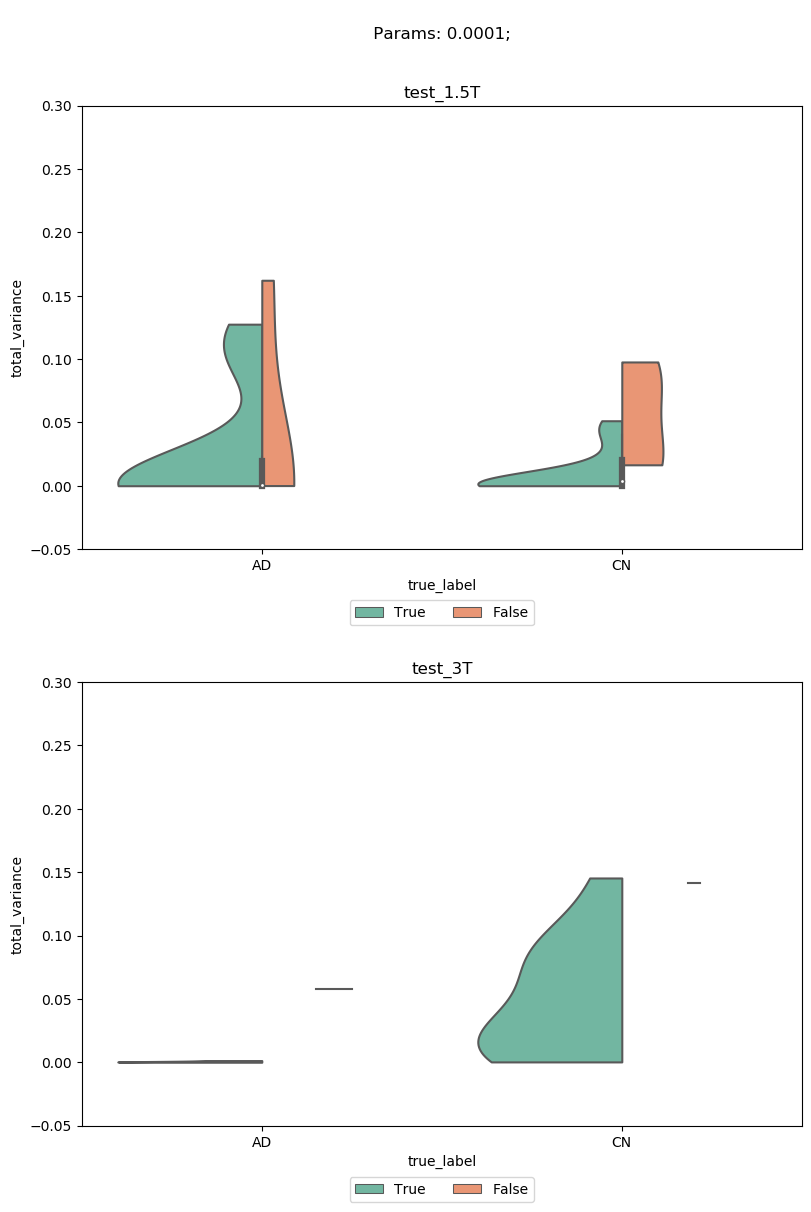 Params: 0.0001;
test_1.5T
0.30
0.25
0.20
0.15
0.10
0.05
0.00
−0.05
total_variance
AD
CN
true_label
True
False
test_3T
0.30
0.25
0.20
0.15
0.10
0.05
0.00
−0.05
total_variance
AD
CN
true_label
True
False